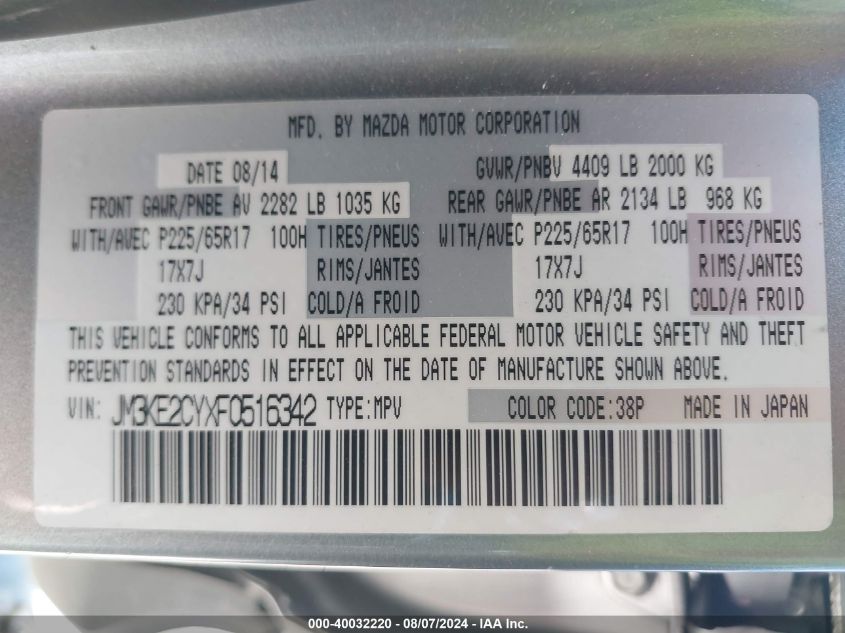 MFD. BY MAZDA MOTOR CORPORATION
DATE 08/14 GVWR/PNBV 4409 LB 2000 KG
FRONT GAWR/PNBE AV 2282 LB 1035 KG REAR GAWR/PNBE AR 2134 LB 968 KG
WITH/AVEC P225/65R17 100H TIRES/PNEUS WITH/AVEC P225/65R17 100H TIRES/PNEUS
17X7J RIMS/JANTES 17X7J RIMS/JANTES
230 KPA/34 PSI COLD/A FROID 230 KPA/34 PSI COLD/A FROID
THIS VEHICLE CONFORMS TO ALL APPLICABLE FEDERAL MOTOR VEHICLE SAFETY AND THEFT
PREVENTION STANDARDS IN EFFECT ON THE DATE OF MANUFACTURE SHOWN ABOVE.
VIN: JM3KE2CYXF0516342 TYPE:MPV COLOR CODE:38P MADE IN JAPAN
000-40032220 - 08/07/2024 - IAA Inc.